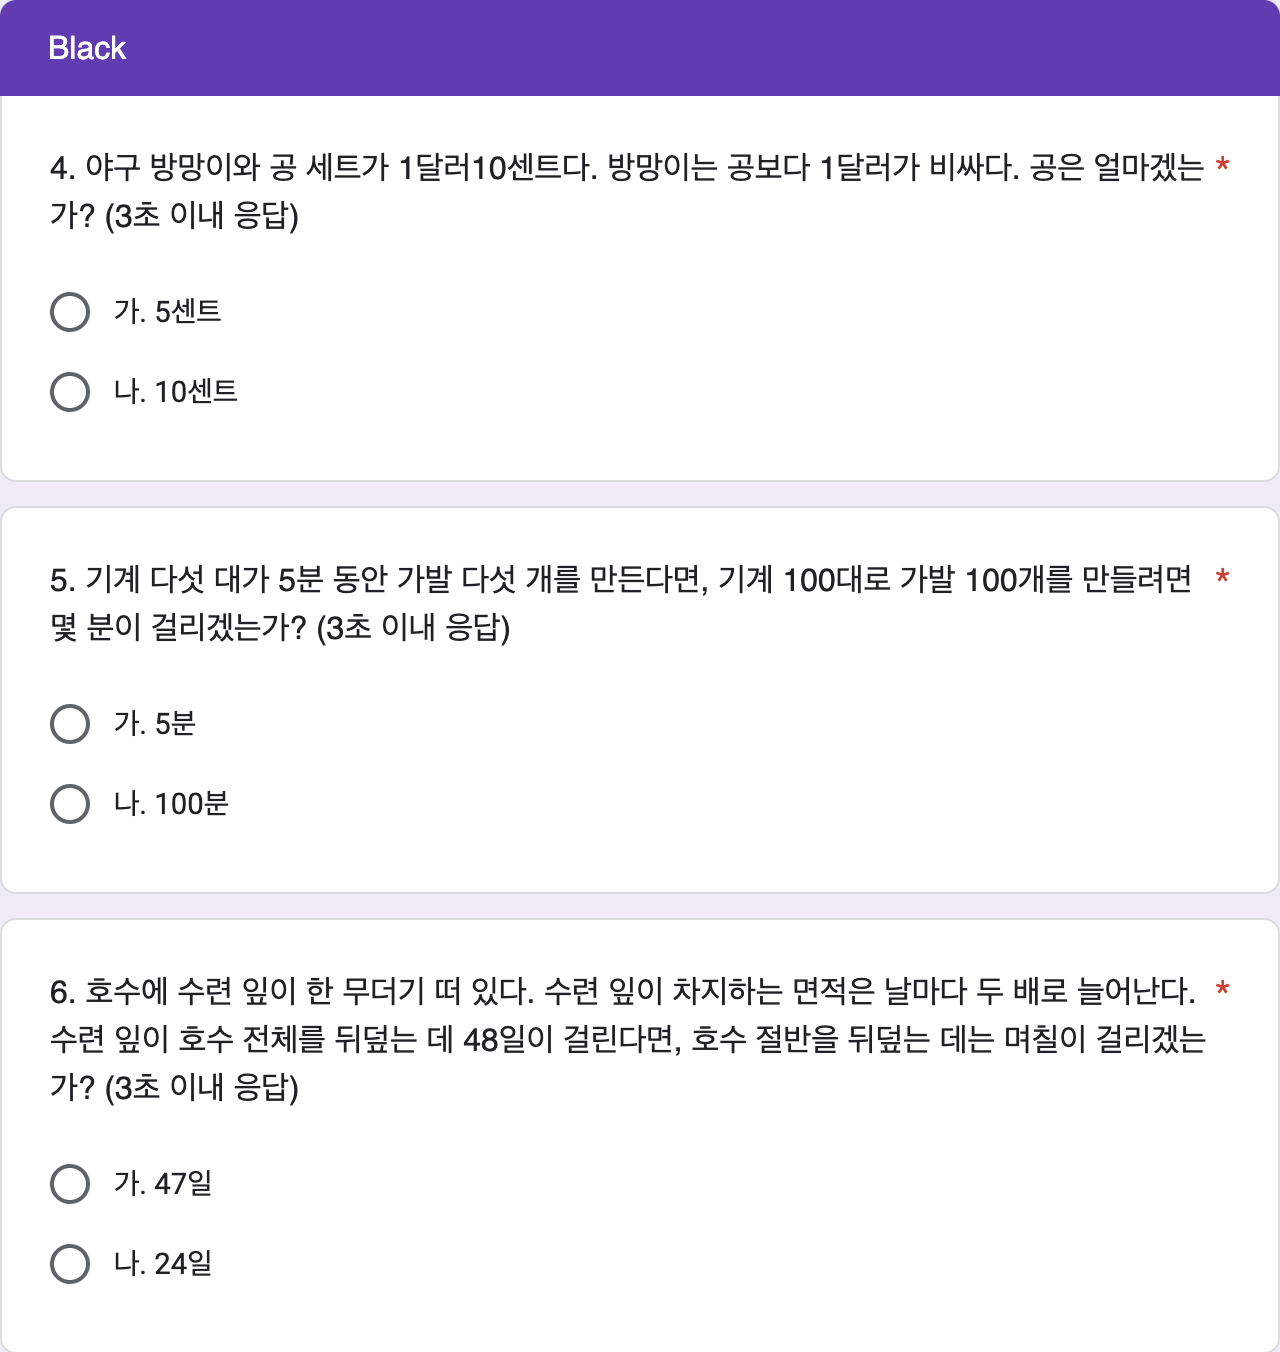 Black
4. 야구 방망이와 공 세트가 1달러10센트다. 방망이는 공보다 1달러가 비싸다. 공은 얼마겠는 *
가? (3초 이내 응답)
가. 5센트
나. 10센트
5. 기계 다섯 대가 5분 동안 가발 다섯 개를 만든다면, 기계 100대로 가발 100개를 만들려면 *
몇 분이 걸리겠는가? (3초 이내 응답)
가. 5분
나. 100분
6. 호수에 수련 잎이 한 무더기 떠 있다. 수련 잎이 차지하는 면적은 날마다 두 배로 늘어난다. *
수련 잎이 호수 전체를 뒤덮는 데 48일이 걸린다면, 호수 절반을 뒤덮는 데는 며칠이 걸리겠는
가? (3초 이내 응답)
가. 47일
나. 24일